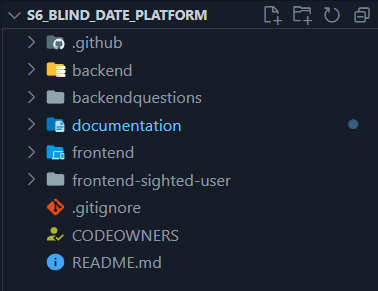 S6_BLIND_DATE_PLATFORM
.github
backend
backendquestions
documentation
frontend
frontend-sighted-user
.gitignore
CODEOWNERS
README.md